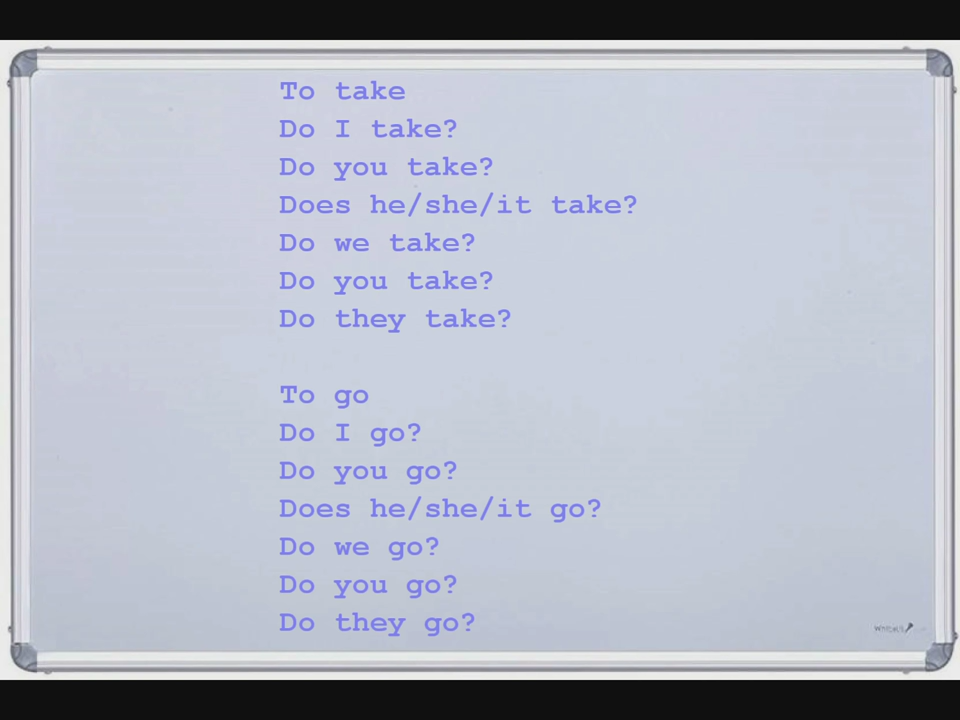 To take
Do I take?
Do you take?
Does he/she/it take?
Do we take?
Do you take?
Do they take?
To go
Do I go?
Do you go?
Does he/she/it go?
Do we go?
Do you go?
Do they go?